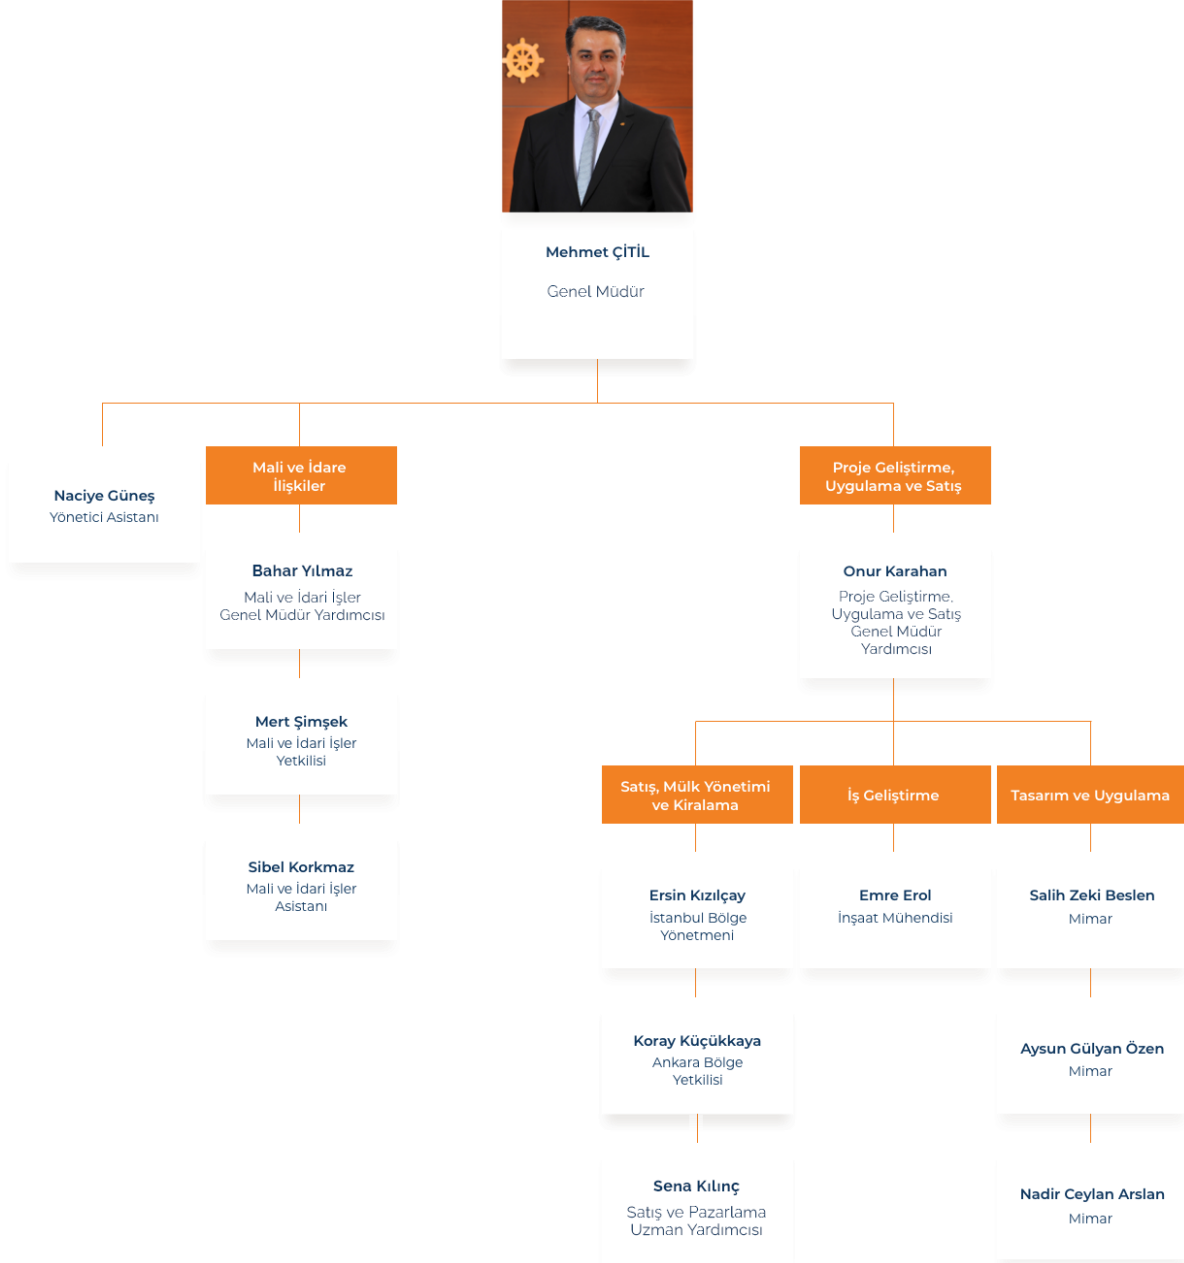 Mehmet ÇİTİL
Genel Müdür
Naciye Güneş
Yönetici Asistanı
Mali ve İdare
İlişkiler
Bahar Yılmaz
Mali ve İdari İşler
Genel Müdür Yardımcısı
Mert Şimşek
Mali ve İdari İşler
Yetkilisi
Sibel Korkmaz
Mali ve İdari İşler
Asistanı
Proje Geliştirme,
Uygulama ve Satış
Onur Karahan
Proje Geliştirme,
Uygulama ve Satış
Genel Müdür
Yardımcısı
Satış, Mülk Yönetimi
ve Kiralama
Ersin Kızılçay
İstanbul Bölge
Yönetmeni
Koray Küçükkaya
Ankara Bölge
Yetkilisi
Sena Kılınç
Satış ve Pazarlama
Uzman Yardımcısı
İş Geliştirme
Emre Erol
İnşaat Mühendisi
Tasarım ve Uygulama
Salih Zeki Beslen
Mimar
Aysun Gülyan Özen
Mimar
Nadir Ceylan Arslan
Mimar